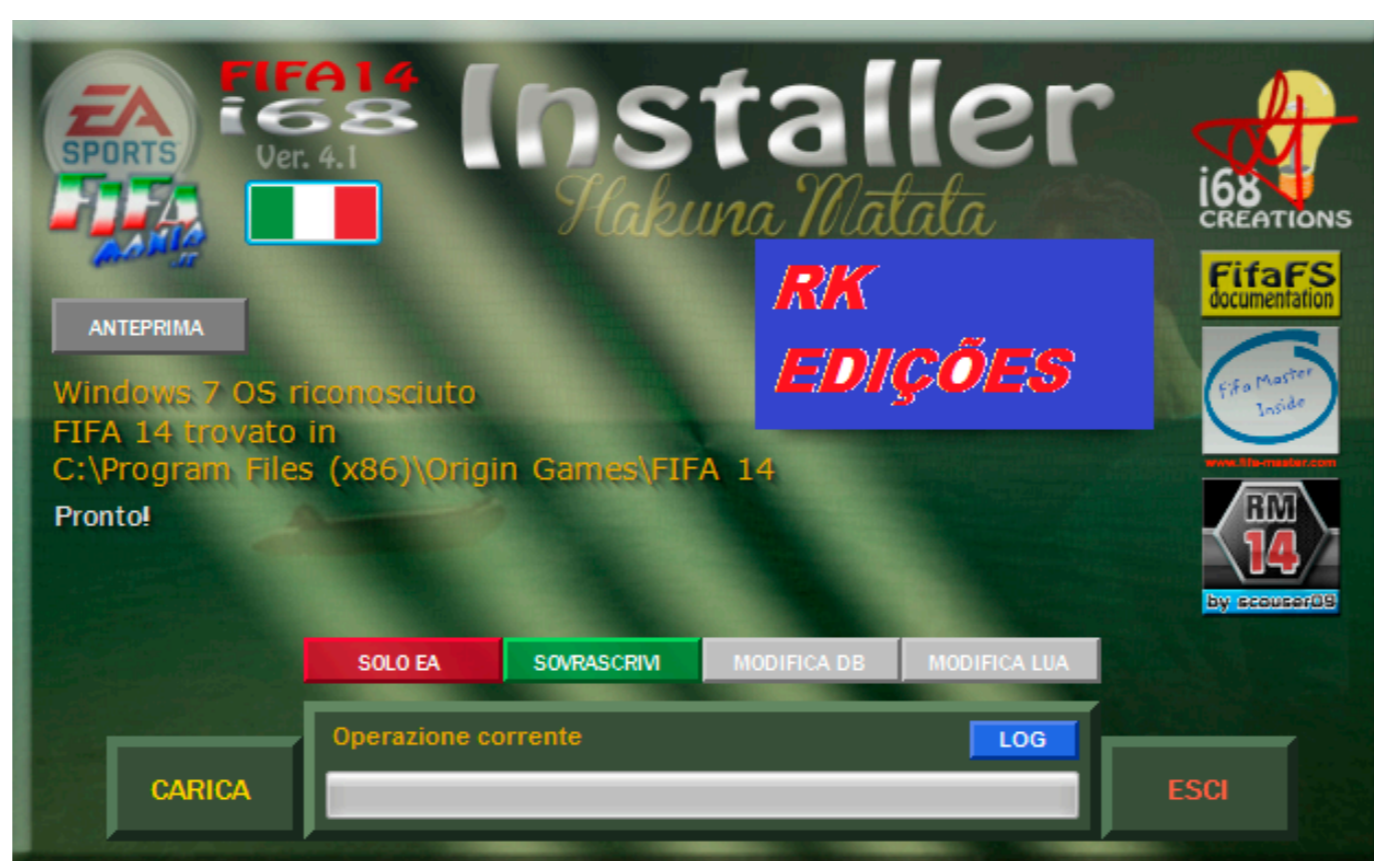 EA
SPORTS
FIFA
MANIA
.IT
FIFA14
i68
Ver. 4.1
Installer
Hakuna Matata
i68
CREATIONS
RK
EDIÇÕES
FifaFS
documentation
Fifa Master
Inside
www.fifa-master.com
RM
14
by scouser09
ANTEPRIMA
Windows 7 OS riconosciuto
FIFA 14 trovato in
C:\Program Files (x86)\Origin Games\FIFA 14
Pronto!
SOLO EA
SOVRASCRIVI
MODIFICA DB
MODIFICA LUA
Operazione corrente
LOG
CARICA
ESCI